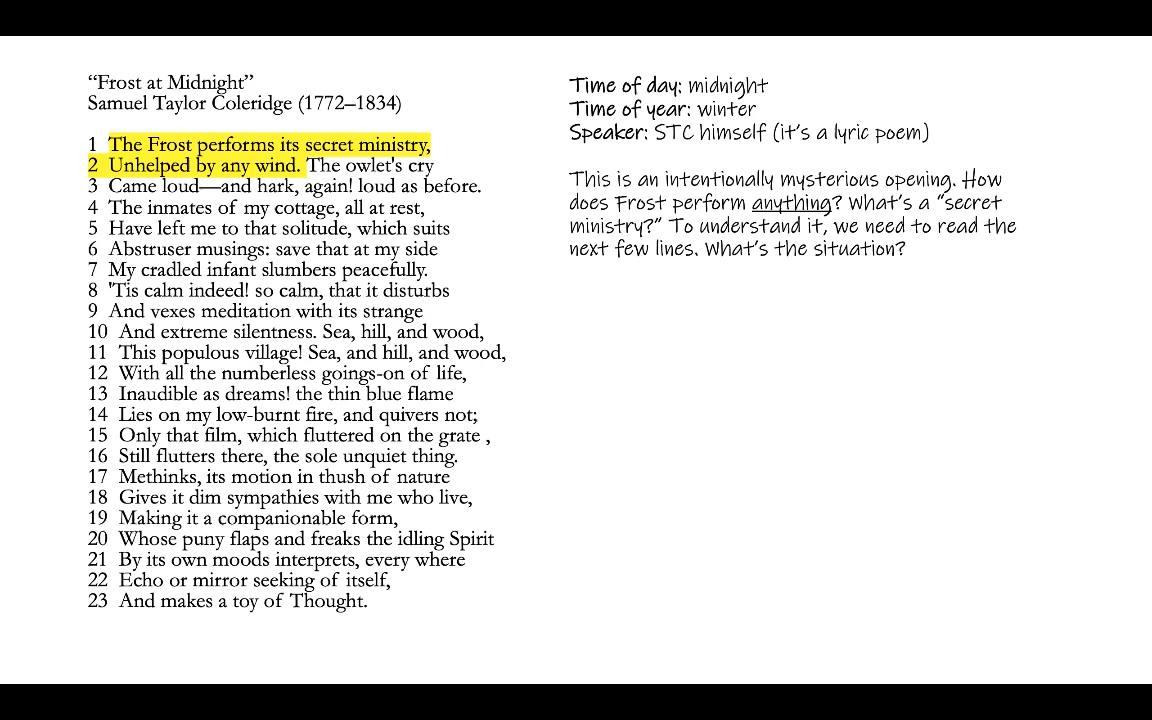 “Frost at Midnight”
Samuel Taylor Coleridge (1772–1834)
1 The Frost performs its secret ministry,
2 Unhelped by any wind. The owlet's cry
3 Came loud—and hark, again! loud as before.
4 The inmates of my cottage, all at rest,
5 Have left me to that solitude, which suits
6 Abstruser musings: save that at my side
7 My cradled infant slumbers peacefully.
8 'Tis calm indeed! so calm, that it disturbs
9 And vexes meditation with its strange
10 And extreme silentness. Sea, hill, and wood,
11 This populous village! Sea, and hill, and wood,
12 With all the numberless goings-on of life,
13 Inaudible as dreams! the thin blue flame
14 Lies on my low-burnt fire, and quivers not;
15 Only that film, which fluttered on the grate ,
16 Still flutters there, the sole unquiet thing.
17 Methinks, its motion in thush of nature
18 Gives it dim sympathies with me who live,
19 Making it a companionable form,
20 Whose puny flaps and freaks the idling Spirit
21 By its own moods interprets, every where
22 Echo or mirror seeking of itself,
23 And makes a toy of Thought.
Time of day: midnight
Time of year: winter
Speaker: STC himself (it's a lyric poem)
This is an intentionally mysterious opening. How
does Frost perform anything? What's a “secret
ministry?” To understand it, we need to read the
next few lines. What's the situation?